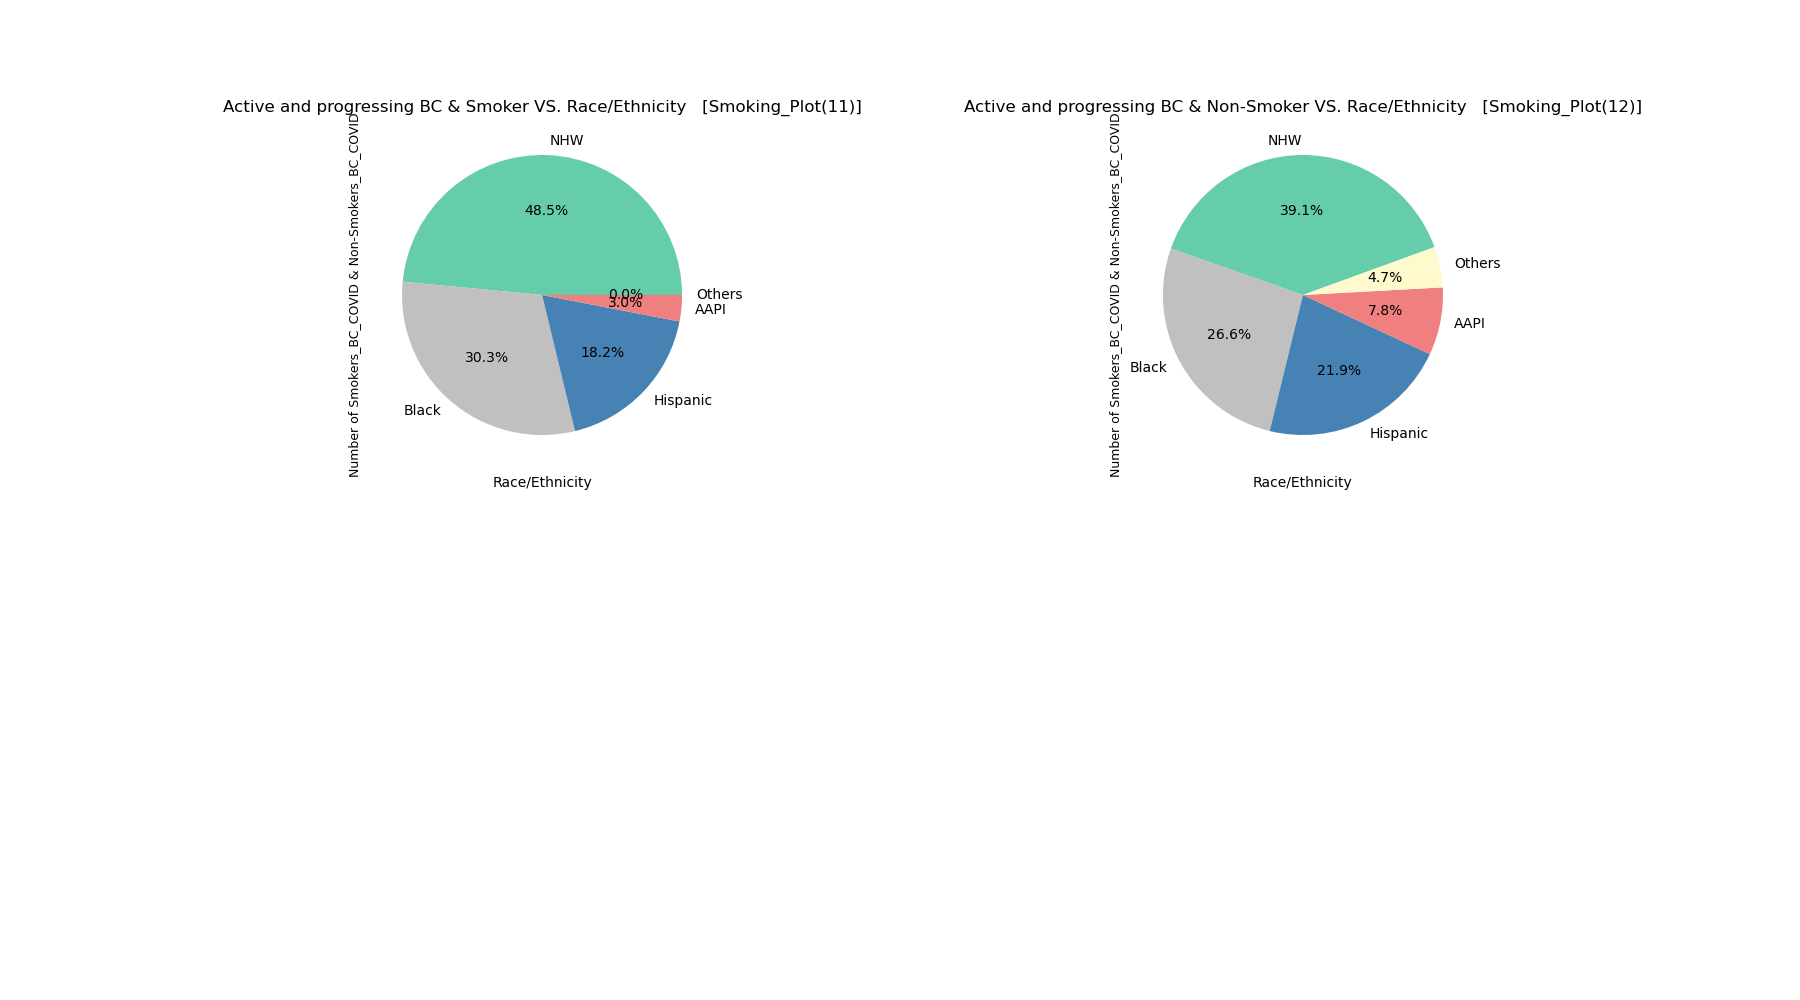 Active and progressing BC & Smoker VS. Race/Ethnicity [Smoking_Plot(11)]
Number of Smokers_BC_COVID & Non-Smokers_BC_COVID
NHW
48.5%
0.0%
Others
3.0%
AAPI
30.3%
18.2%
Black
Hispanic
Race/Ethnicity
Active and progressing BC & Non-Smoker VS. Race/Ethnicity [Smoking_Plot(12)]
Number of Smokers_BC_COVID & Non-Smokers_BC_COVID
NHW
39.1%
Others
4.7%
7.8%
AAPI
26.6%
Black
21.9%
Hispanic
Race/Ethnicity